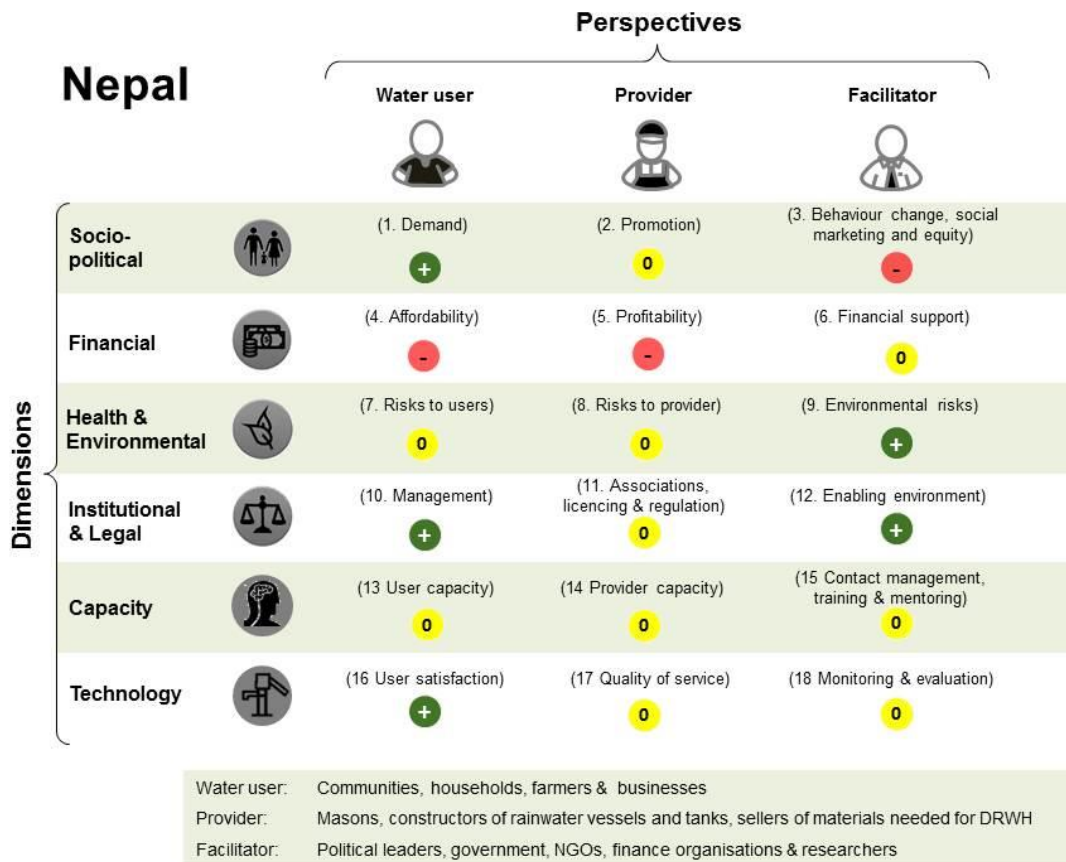 Perspectives
Nepal
Water user Provider Facilitator
Dimensions
Socio-
political
(1. Demand)
+
(2. Promotion)
0
(3. Behaviour change, social
marketing and equity)
-
Financial
(4. Affordability)
-
(5. Profitability)
-
(6. Financial support)
0
Health &
Environmental
(7. Risks to users)
0
(8. Risks to provider)
0
(9. Environmental risks)
+
Institutional
& Legal
(10. Management)
+
(11. Associations,
licencing & regulation)
0
(12. Enabling environment)
+
Capacity
(13 User capacity)
0
(14 Provider capacity)
0
(15 Contact management,
training & mentoring)
0
Technology
(16 User satisfaction)
+
(17 Quality of service)
0
(18 Monitoring & evaluation)
0
Water user: Communities, households, farmers & businesses
Provider: Masons, constructors of rainwater vessels and tanks, sellers of materials needed for DRWH
Facilitator: Political leaders, government, NGOs, finance organisations & researchers